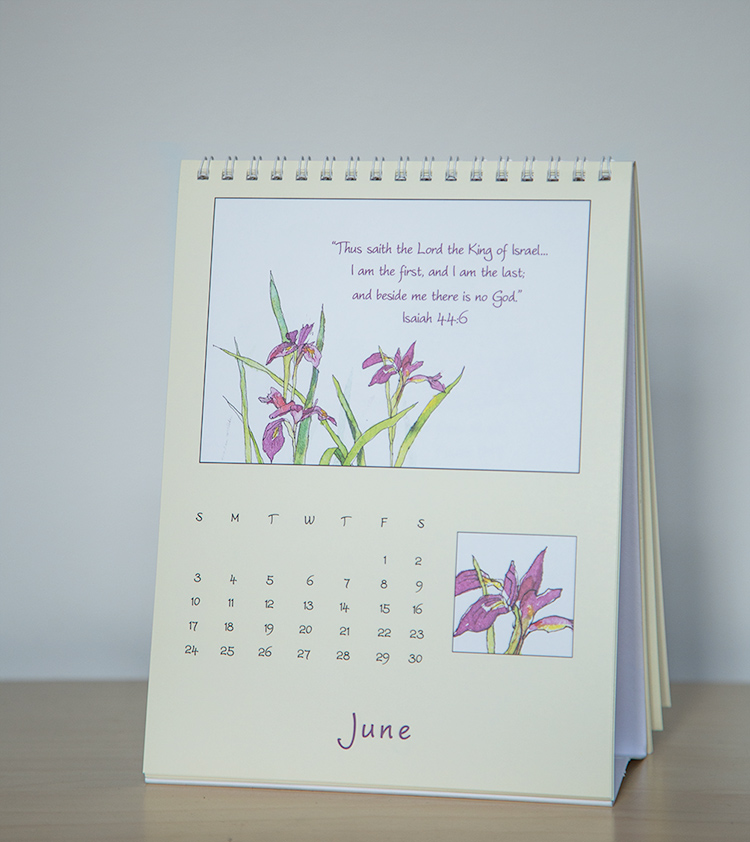 “Thus saith the Lord the King of Israel...
I am the first, and I am the last;
and beside me there is no God.”
Isaiah 44:6
S M T W T F S
1 2
3 4 5 6 7 8 9
10 11 12 13 14 15 16
17 18 19 20 21 22 23
24 25 26 27 28 29 30
June